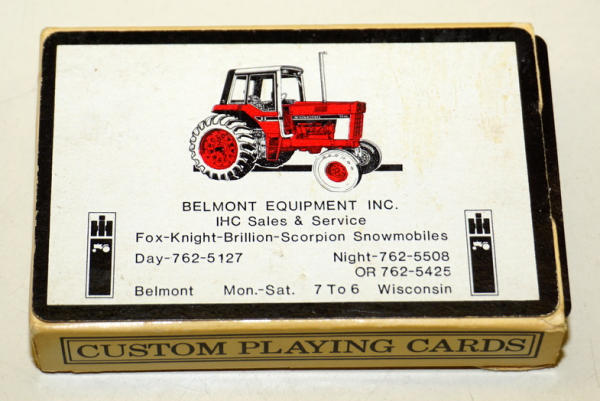 BELMONT EQUIPMENT INC.
IHC Sales & Service
Fox-Knight-Brillion-Scorpion Snowmobiles
Day-762-5127 Night-762-5508
OR 762-5425
Belmont Mon.-Sat. 7 To 6 Wisconsin
CUSTOM PLAYING CARDS